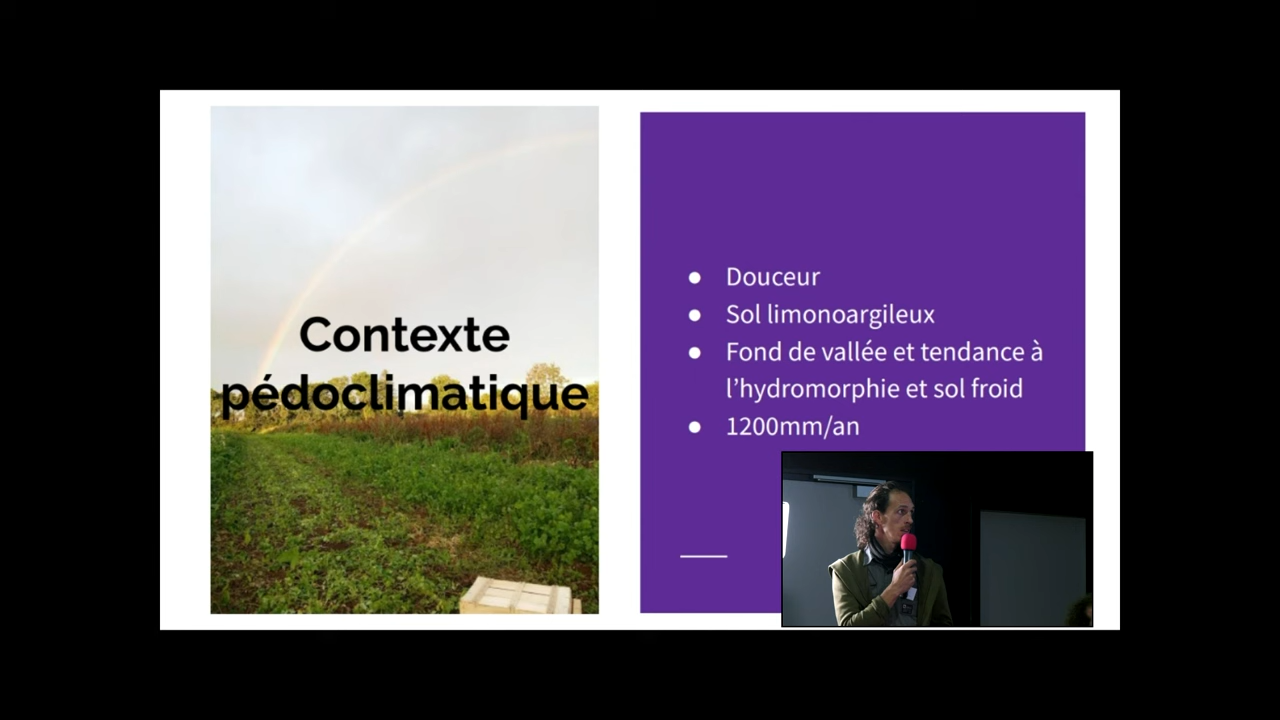 Contexte
pédoclimatique
● Douceur
● Sol limonoargileux
● Fond de vallée et tendance à
l'hydromorphie et sol froid
● 1200mm/an